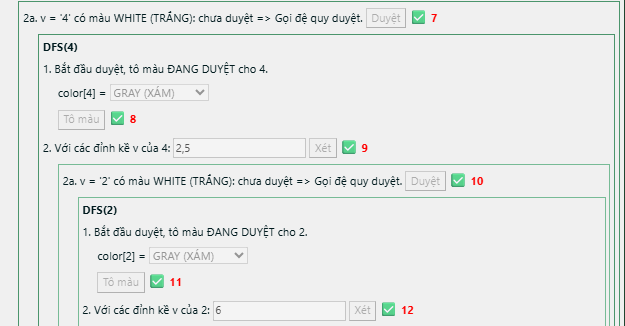 2a. v = '4' có màu WHITE (TRẮNG): chưa duyệt => Gọi đệ quy duyệt. Duyệt ✅ 7
DFS(4)
1. Bắt đầu duyệt, tô màu ĐANG DUYỆT cho 4.
color[4] = GRAY (XÁM)
Tô màu ✅ 8
2. Với các đỉnh kề v của 4: 2,5 Xét ✅ 9
2a. v = '2' có màu WHITE (TRẮNG): chưa duyệt => Gọi đệ quy duyệt. Duyệt ✅ 10
DFS(2)
1. Bắt đầu duyệt, tô màu ĐANG DUYỆT cho 2.
color[2] = GRAY (XÁM)
Tô màu ✅ 11
2. Với các đỉnh kề v của 2: 6 Xét ✅ 12